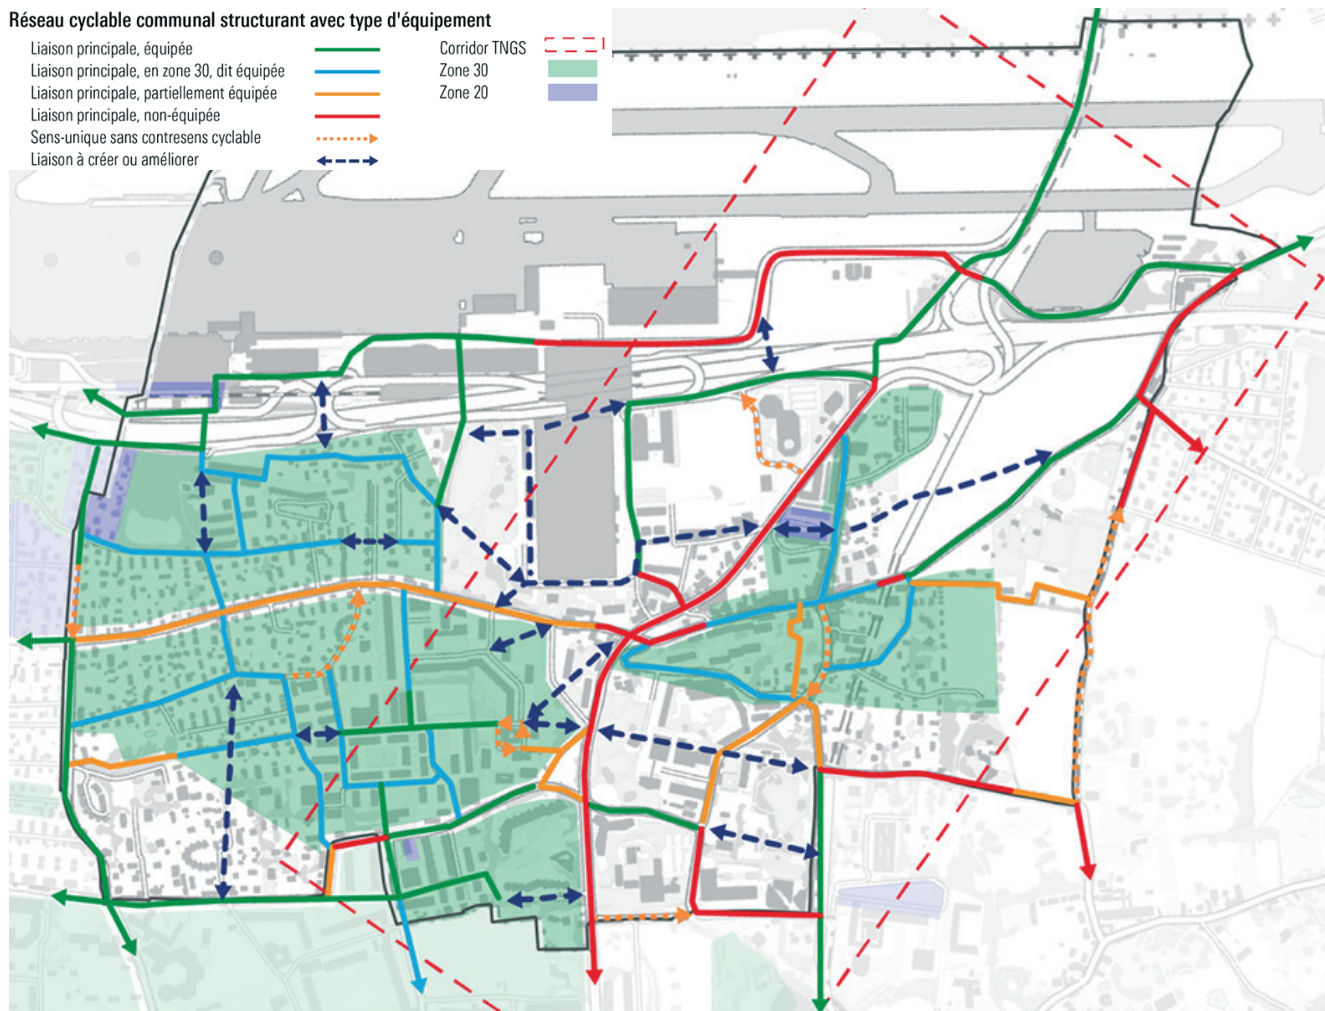 Réseau cyclable communal structurant avec type d'équipement
Liaison principale, équipée
Liaison principale, en zone 30, dit équipée
Liaison principale, partiellement équipée
Liaison principale, non-équipée
Sens-unique sans contresens cyclable
Liaison à créer ou améliorer
Corridor TNGS
Zone 30
Zone 20